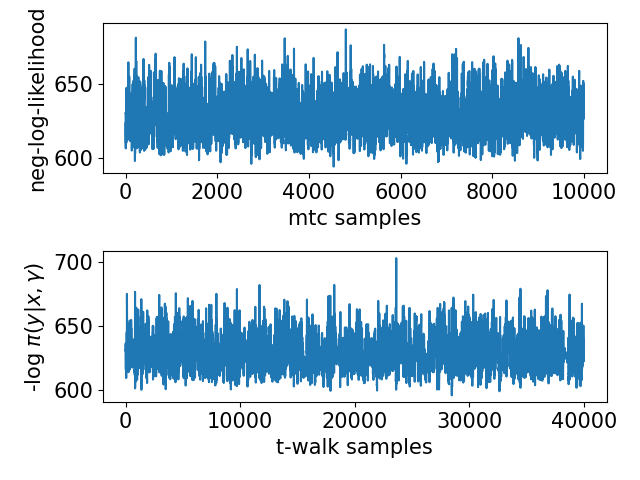 neg-log-likelihood
650
600
0 2000 4000 6000 8000 10000
mtc samples
-log π(y|x, γ)
700
650
600
0 10000 20000 30000 40000
t-walk samples